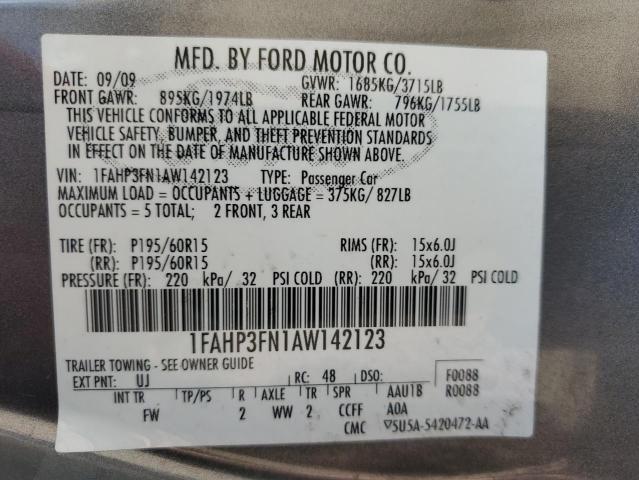 MFD. BY FORD MOTOR CO.
DATE: 09/09 GVWR: 1685KG/3715LB
FRONT GAWR: 895KG/1974LB REAR GAWR: 796KG/1755LB
THIS VEHICLE CONFORMS TO ALL APPLICABLE FEDERAL MOTOR
VEHICLE SAFETY, BUMPER, AND THEFT PREVENTION STANDARDS
IN EFFECT ON THE DATE OF MANUFACTURE SHOWN ABOVE.
VIN: 1FAHP3FN1AW142123 TYPE: Passenger Car
MAXIMUM LOAD = OCCUPANTS + LUGGAGE = 375KG/ 827LB
OCCUPANTS = 5 TOTAL; 2 FRONT, 3 REAR
TIRE (FR): P195/60R15 RIMS (FR): 15x6.0J
(RR): P195/60R15 (RR): 15x6.0J
PRESSURE (FR): 220 kPa/ 32 PSI COLD (RR): 220 kPa/ 32 PSI COLD
1FAHP3FN1AW142123
TRAILER TOWING - SEE OWNER GUIDE
EXT PNT: UJ RC: 48 DSO: F0088
INT TR TP/PS R AXLE TR SPR AAU1B R0088
FW 2 WW 2 CCFF AOA
CMC 5U5A-5420472-AA